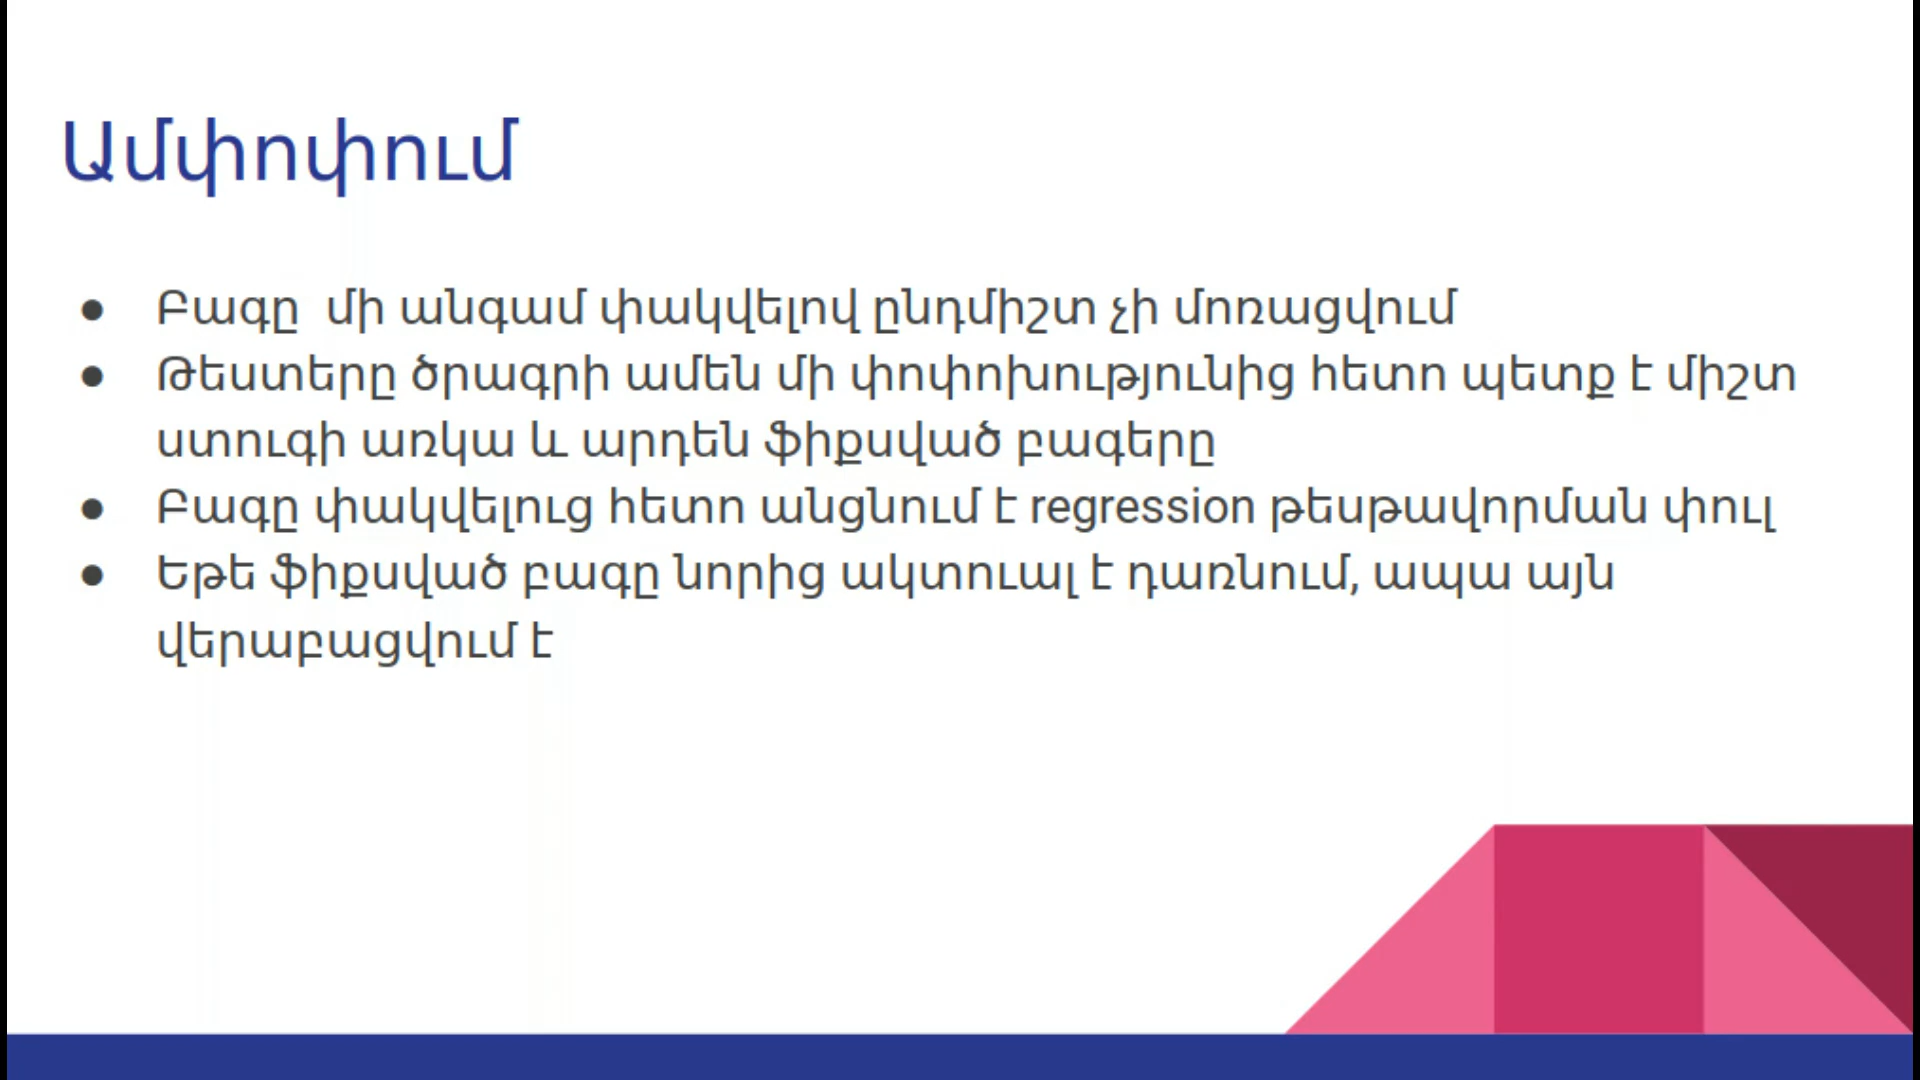 Ամփոփում
● Բագը  մի անգամ փակվելով ընդմիշտ չի մոռացվում
● Թեստերը ծրագրի ամեն մի փոփոխությունից հետո պետք է միշտ
ստուգի առկա և արդեն ֆիքսված բագերը
● Բագը փակվելուց հետո անցնում է regression թեսթավորման փուլ
● Եթե ֆիքսված բագը նորից ակտուալ է դառնում, ապա այն
վերաբացվում է